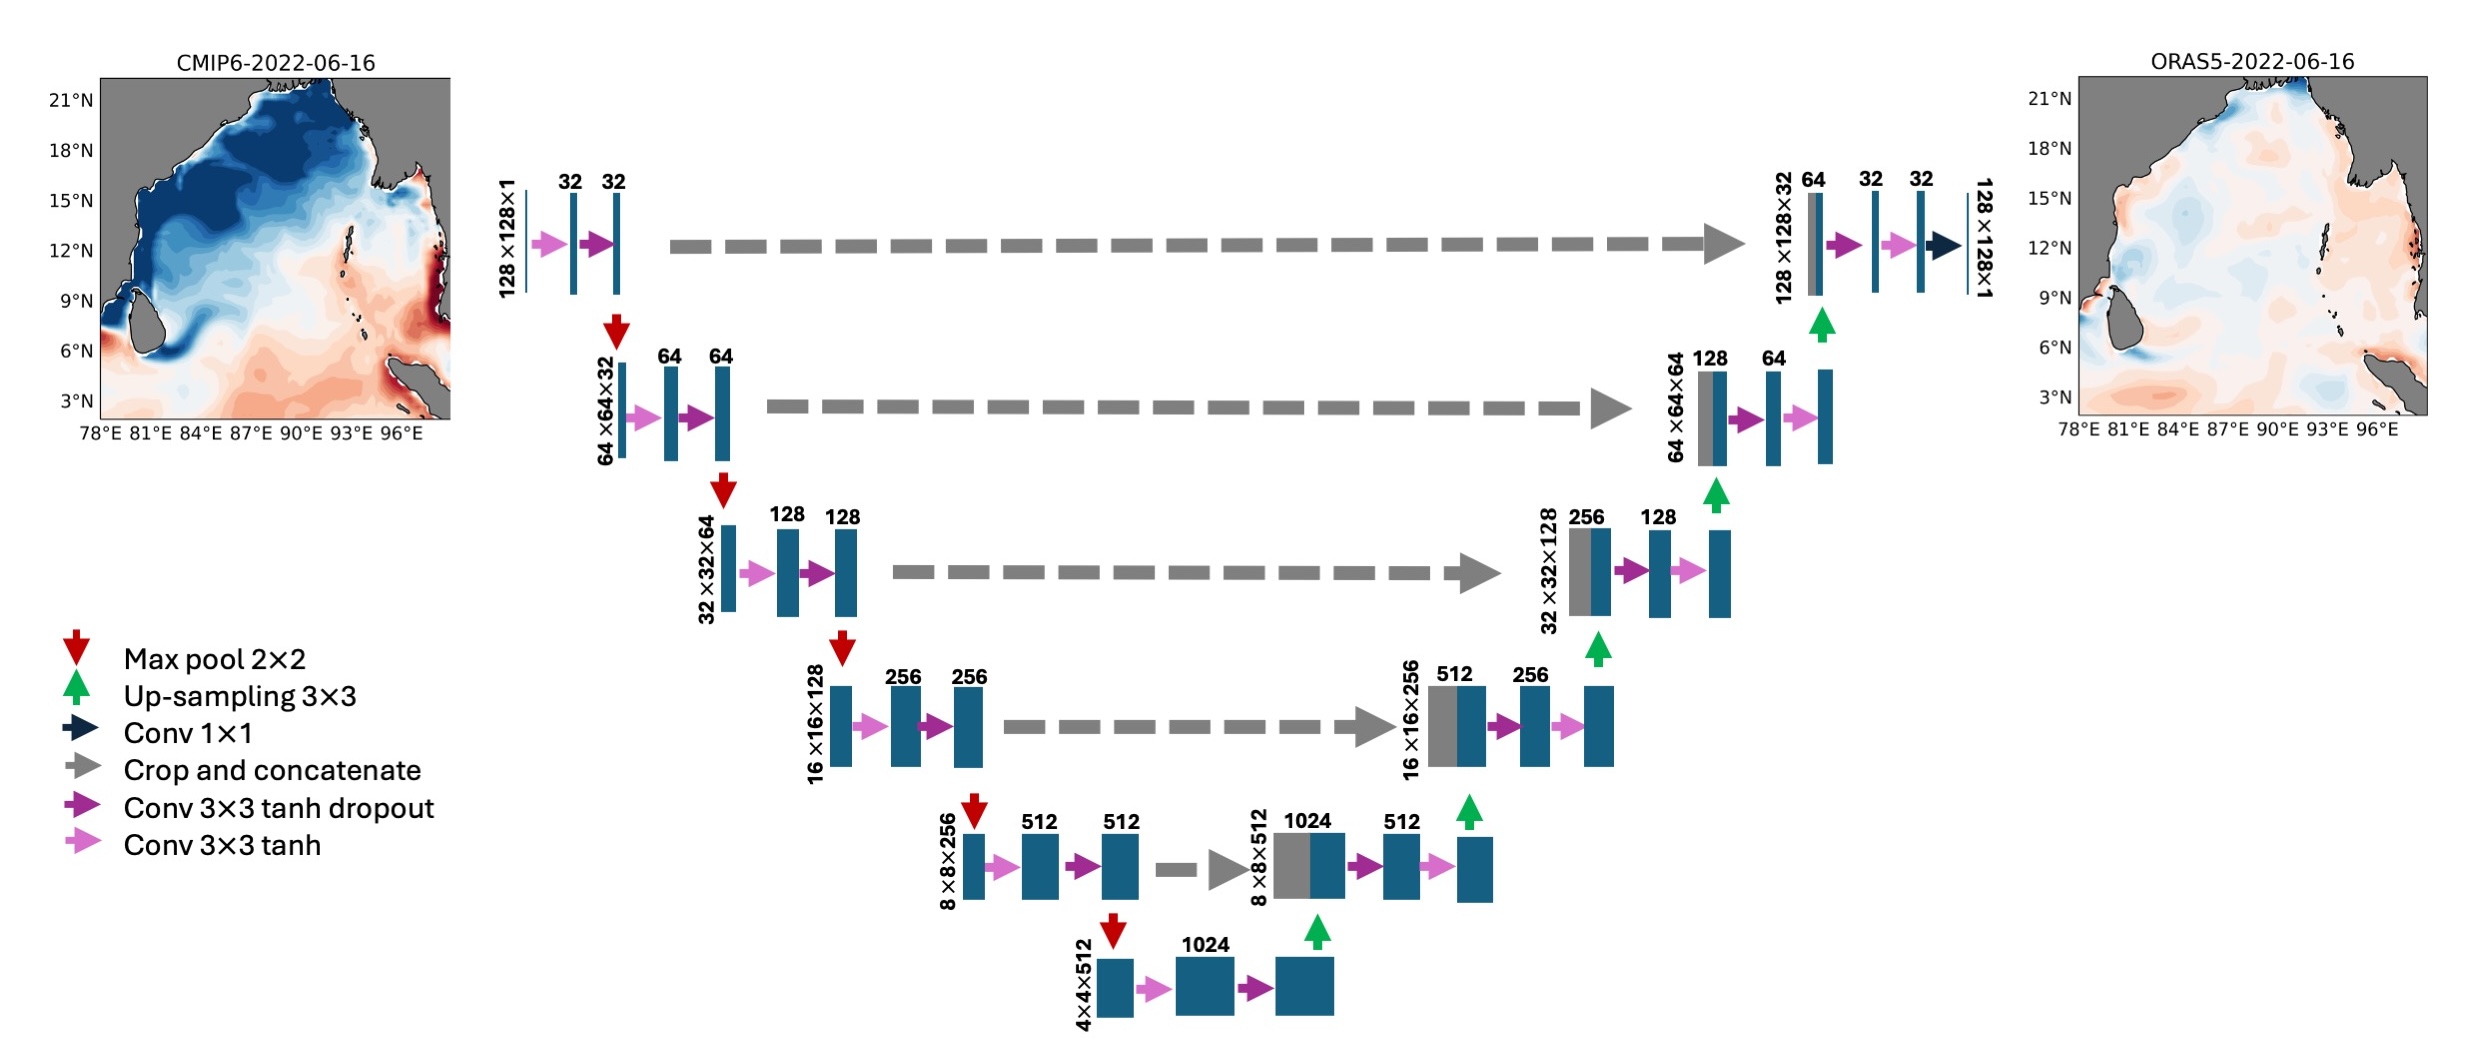 CMIP6-2022-06-16
21°N
18°N
15°N
12°N
9°N
6°N
3°N
78°E 81°E 84°E 87°E 90°E 93°E 96°E
128×128×1
32
32
64×64×32
64
64
32×32×64
128
128
16×16×128
256
256
8×8×256
512
512
4×4×512
1024
8×8×512
1024
512
16×16×256
512
256
32×32×128
256
128
64×64×64
128
64
128×128×32
64
32
32
128×128×1
ORAS5-2022-06-16
21°N
18°N
15°N
12°N
9°N
6°N
3°N
78°E 81°E 84°E 87°E 90°E 93°E 96°E
Max pool 2×2
Up-sampling 3×3
Conv 1×1
Crop and concatenate
Conv 3×3 tanh dropout
Conv 3×3 tanh